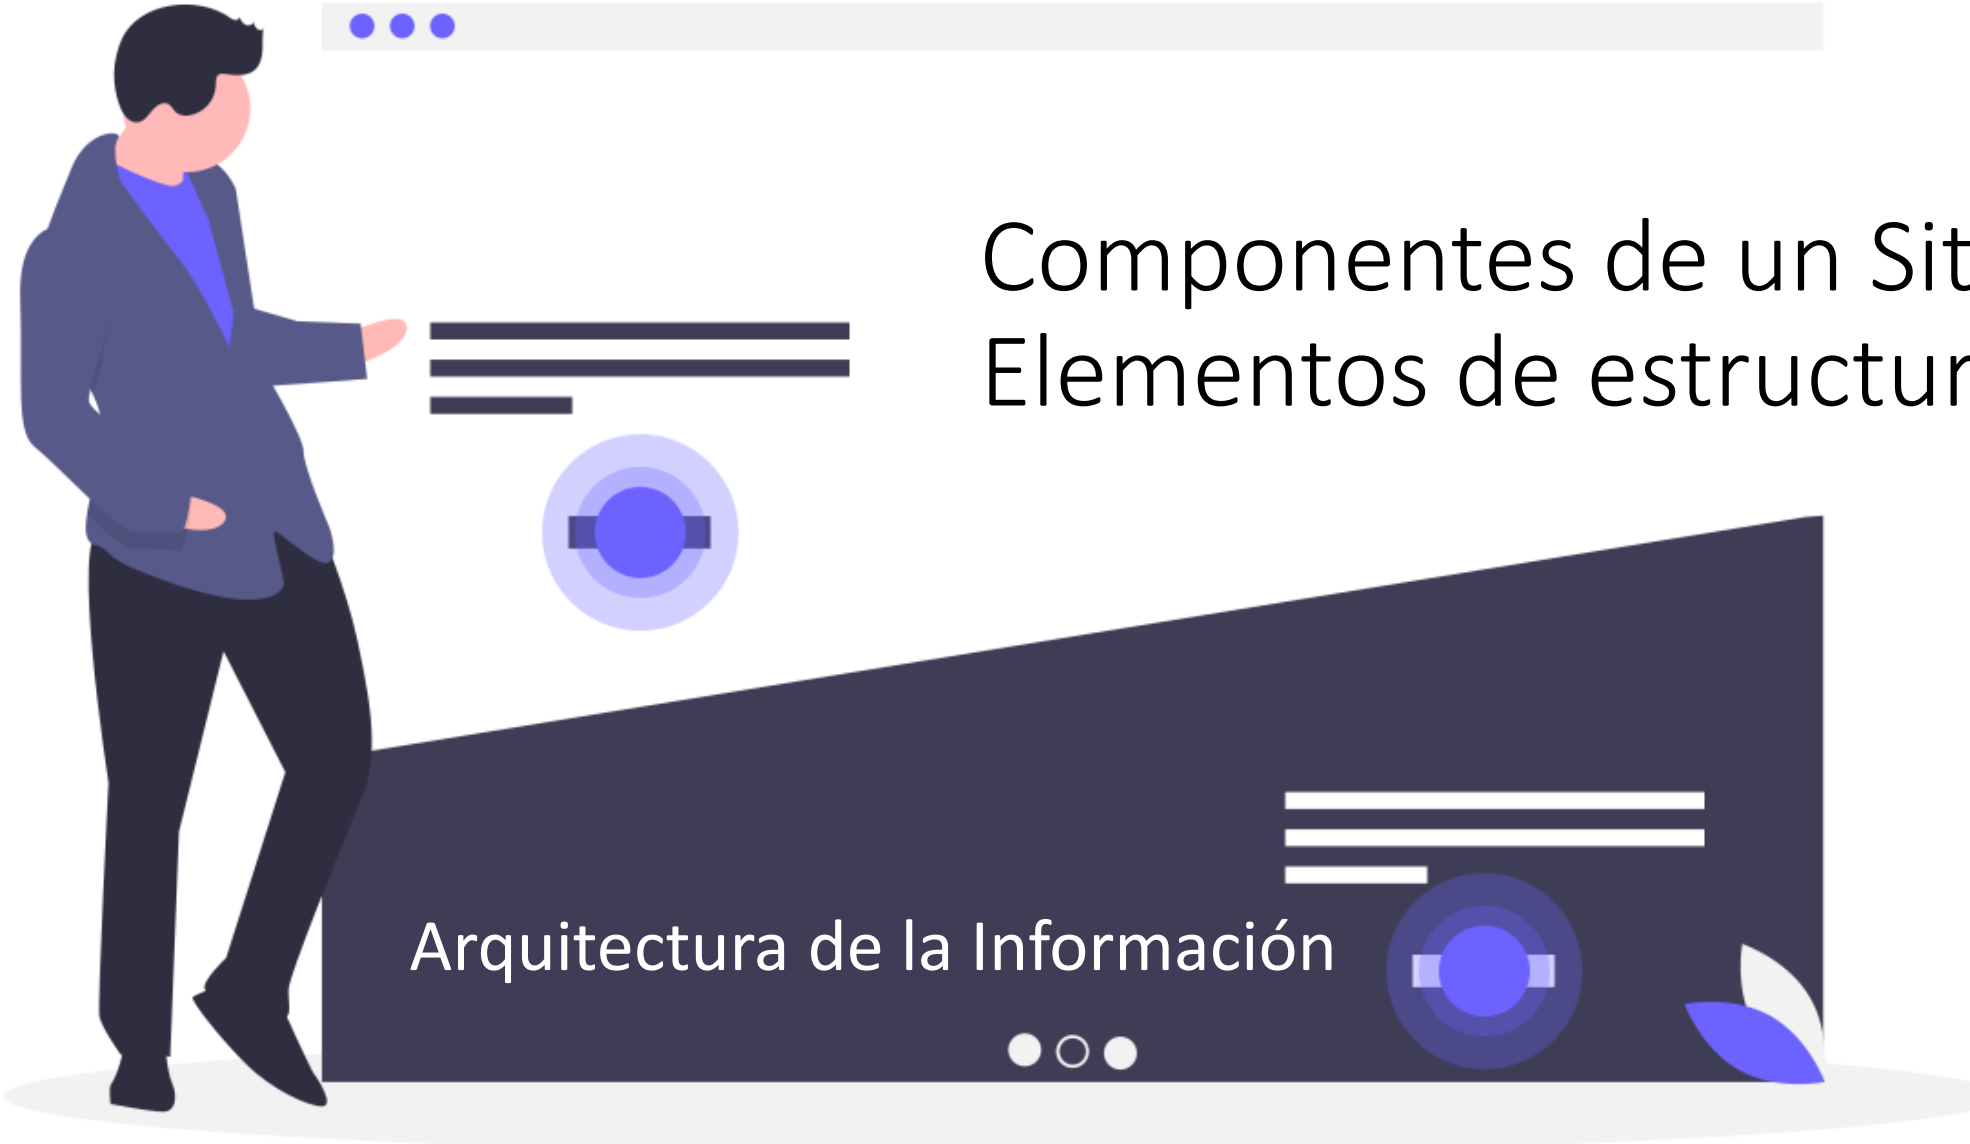 Componentes de un Sit
Elementos de estructur
Arquitectura de la Información